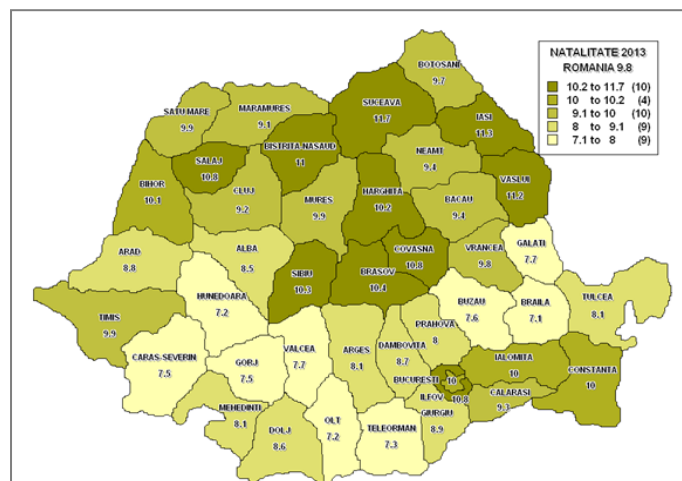 NATALITATE 2013
ROMANIA 9.8
10.2 to 11.7 (10)
10 to 10.2 (4)
9.1 to 10 (10)
8 to 9.1 (9)
7.1 to 8 (9)
BOTOSANI
9.7
SUCEAVA
11.7
SATU MARE
9.9
MARAMURES
9.1
IASI
11.3
BISTRITA-NASAUD
11
NEAMT
9.4
SALAJ
10.8
VASLUI
11.2
BIHOR
10.1
CLUJ
9.2
MURES
9.9
HARGHITA
10.2
BACAU
9.4
ARAD
8.8
ALBA
8.5
COVASNA
10.8
VRANCEA
9.8
GALATI
7.7
SIBIU
10.3
BRASOV
10.4
HUNEDOARA
7.2
BUZAU
7.6
BRAILA
7.1
TULCEA
8.1
TIMIS
9.9
PRAHOVA
8
CARAS-SEVERIN
7.5
GORJ
7.5
VALCEA
7.7
ARGES
8.1
DAMBOVITA
8.7
IALOMITA
10
CONSTANTA
10
BUCURESTI
10
ILFOV
10.8
CALARASI
9.3
MEHEDINTI
8.1
DOLJ
8.6
OLT
7.2
TELEORMAN
7.3
GIURGIU
8.9